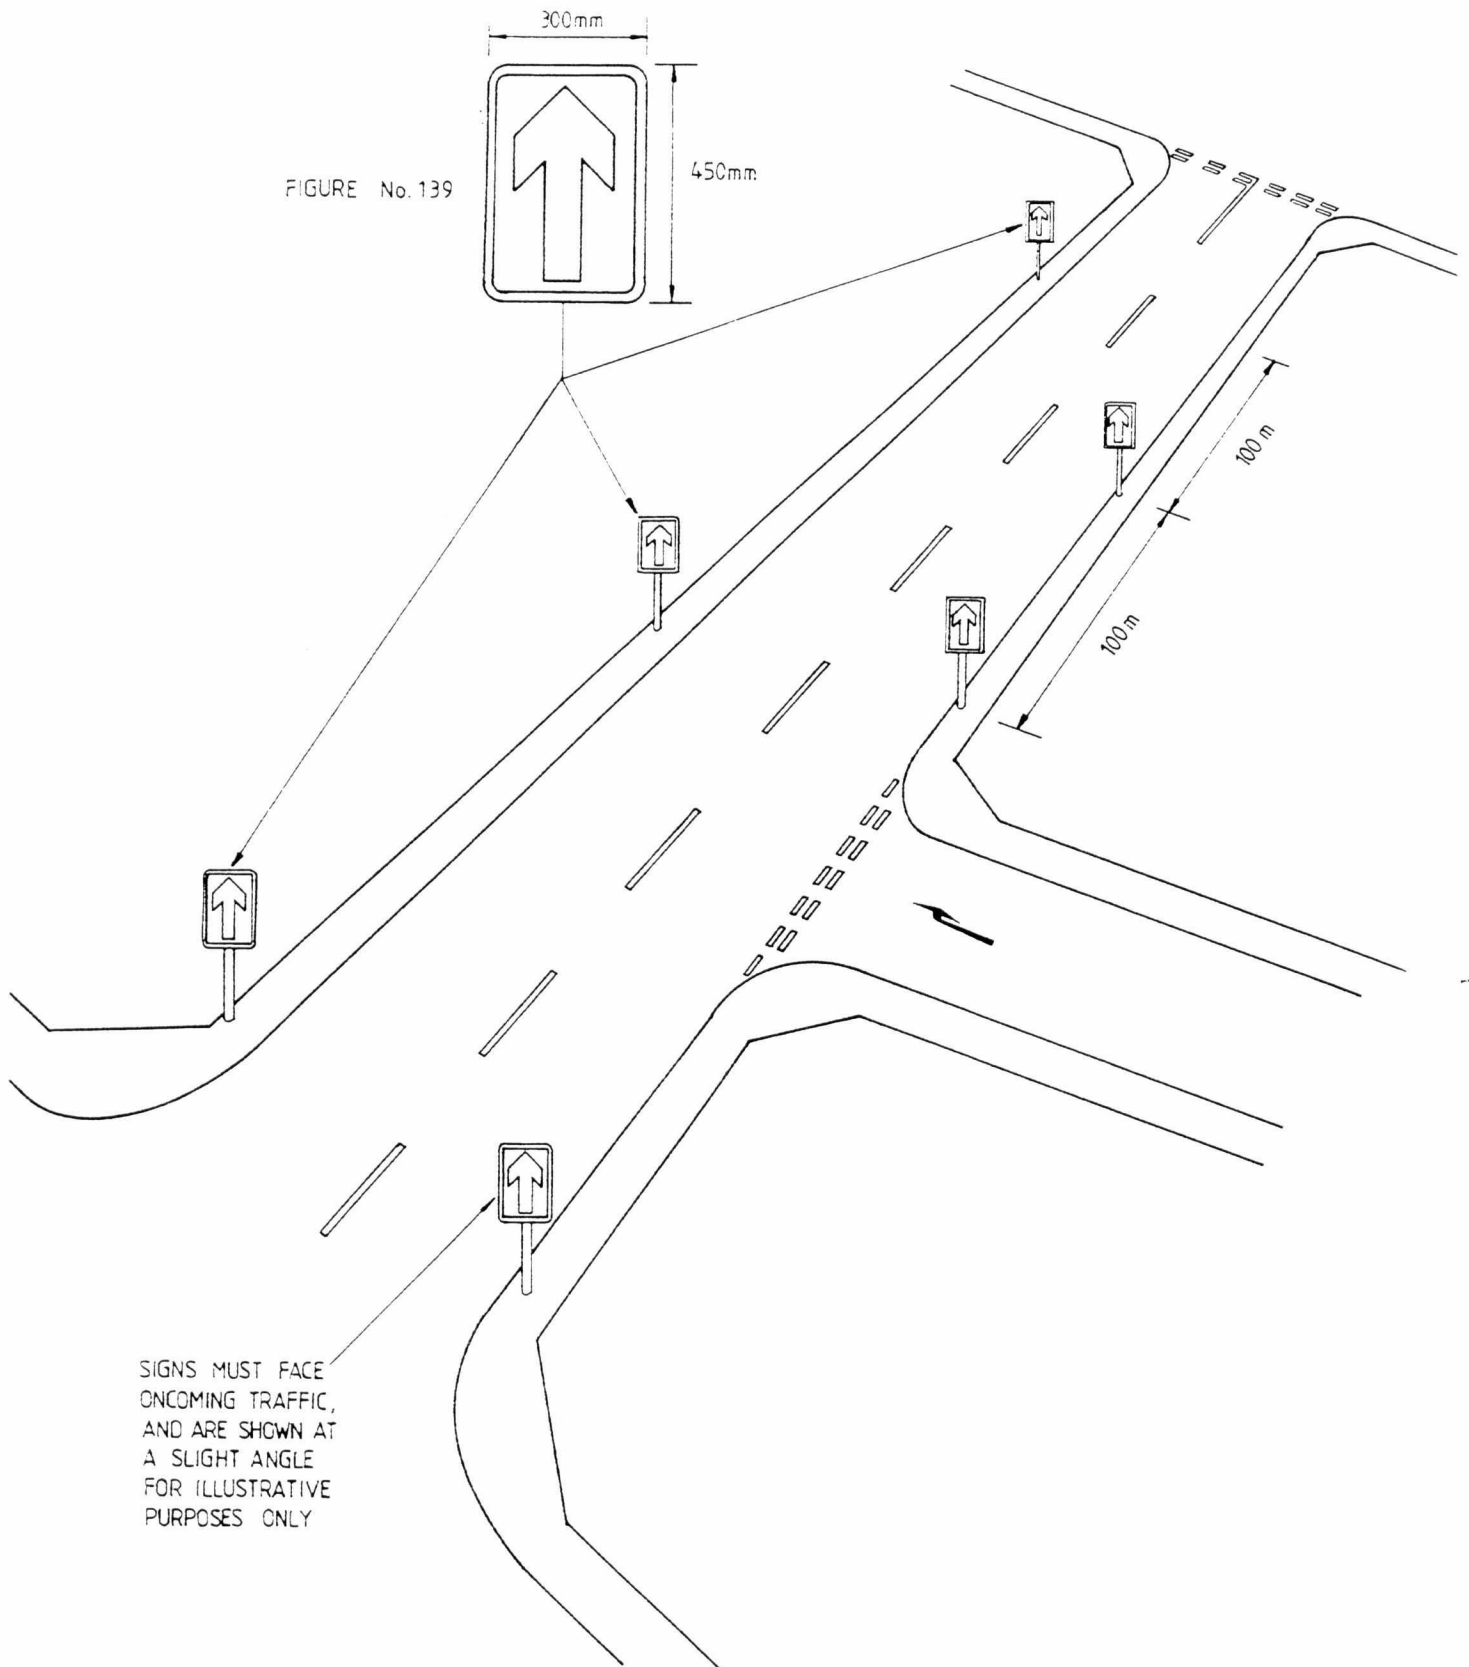 300mm
FIGURE No. 139
450mm
100 m
100 m
SIGNS MUST FACE
ONCOMING TRAFFIC,
AND ARE SHOWN AT
A SLIGHT ANGLE
FOR ILLUSTRATIVE
PURPOSES ONLY